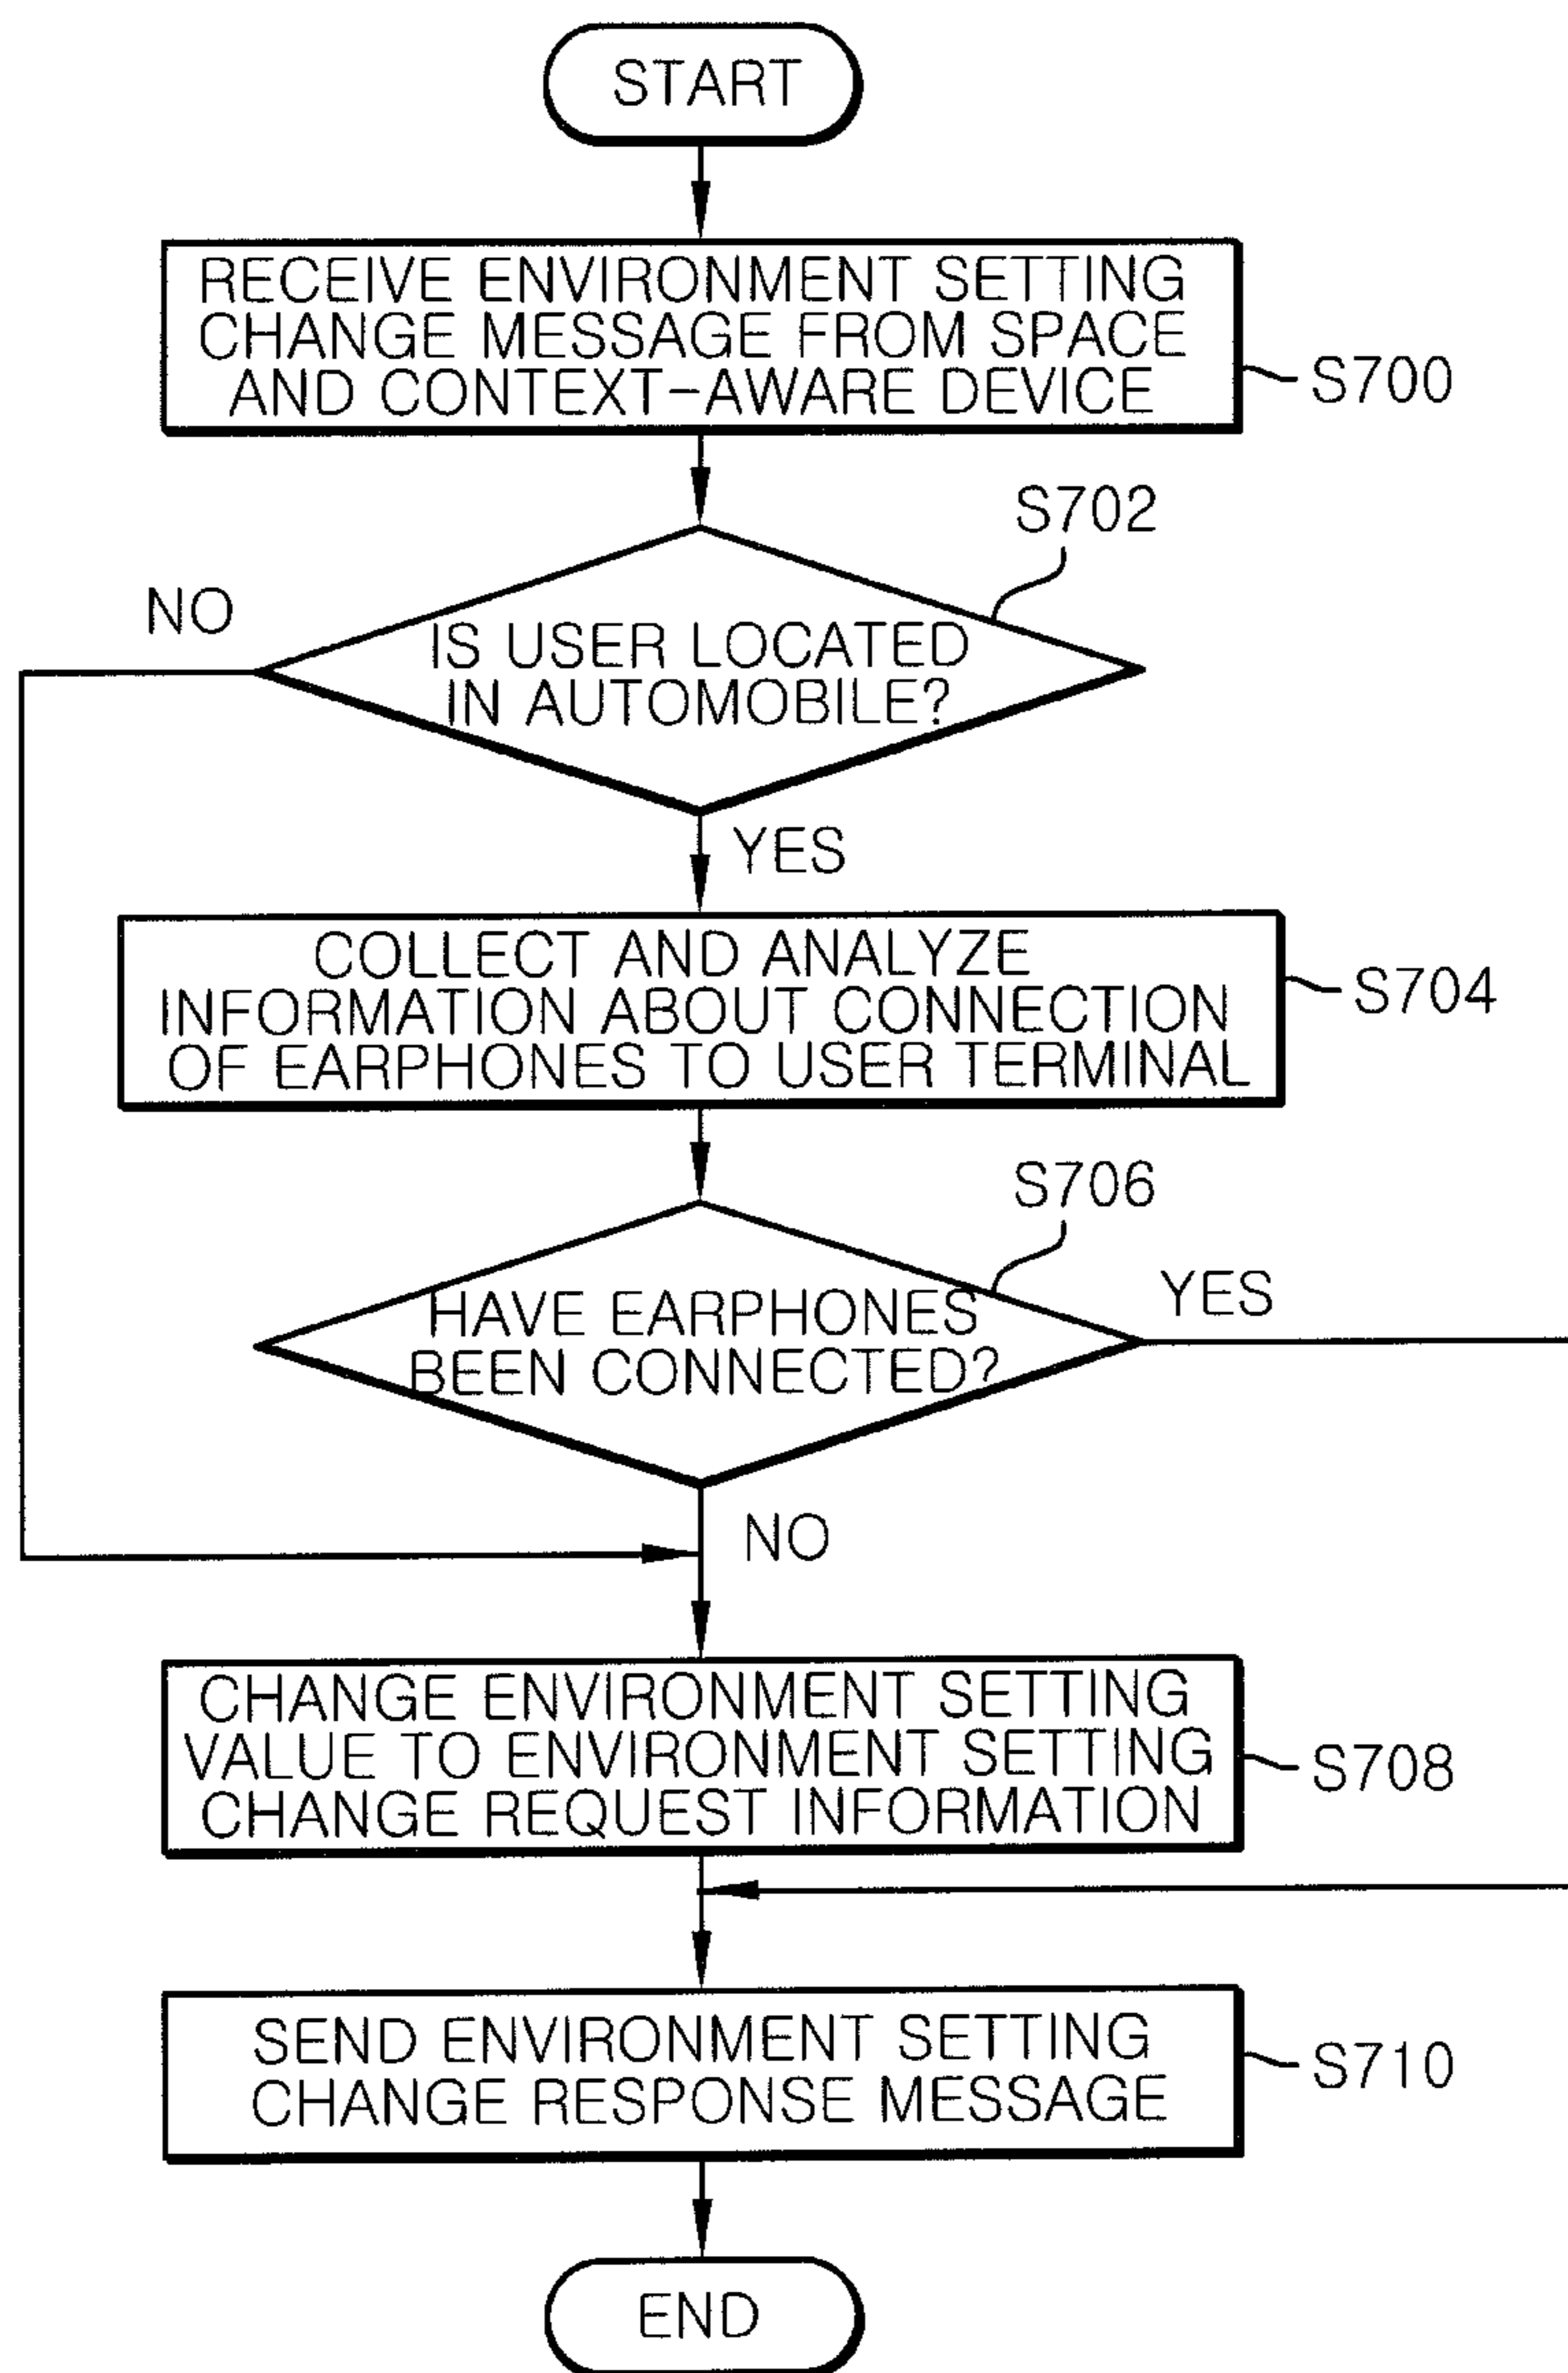 START
RECEIVE ENVIRONMENT SETTING
CHANGE MESSAGE FROM SPACE
AND CONTEXT-AWARE DEVICE
S700
S702
NO
IS USER LOCATED
IN AUTOMOBILE?
YES
COLLECT AND ANALYZE
INFORMATION ABOUT CONNECTION
OF EARPHONES TO USER TERMINAL
S704
S706
YES
HAVE EARPHONES
BEEN CONNECTED?
NO
CHANGE ENVIRONMENT SETTING
VALUE TO ENVIRONMENT SETTING
CHANGE REQUEST INFORMATION
S708
SEND ENVIRONMENT SETTING
CHANGE RESPONSE MESSAGE
S710
END